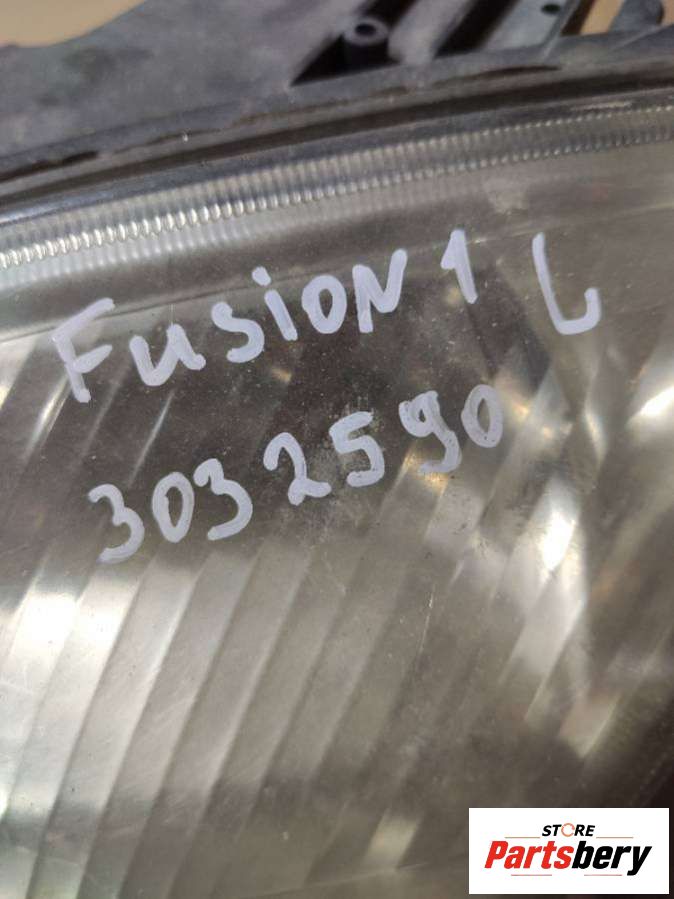 Fusion 1 L
3032590
STORE
Partsbery